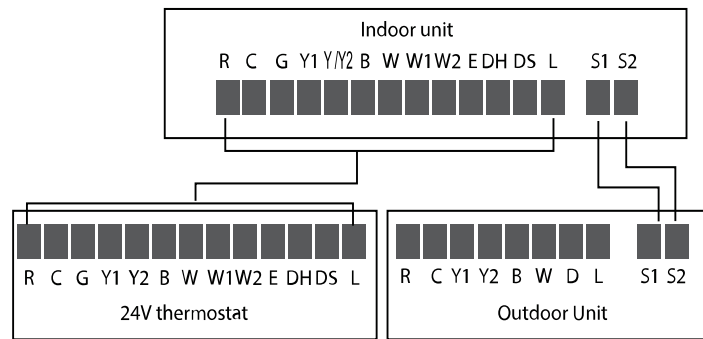 Indoor unit
R C G Y1 Y/Y2 B W W1 W2 E DH DS L S1 S2
R C G Y1 Y2 B W W1 W2 E DH DS L
24V thermostat
R C Y1 Y2 B W D L S1 S2
Outdoor Unit